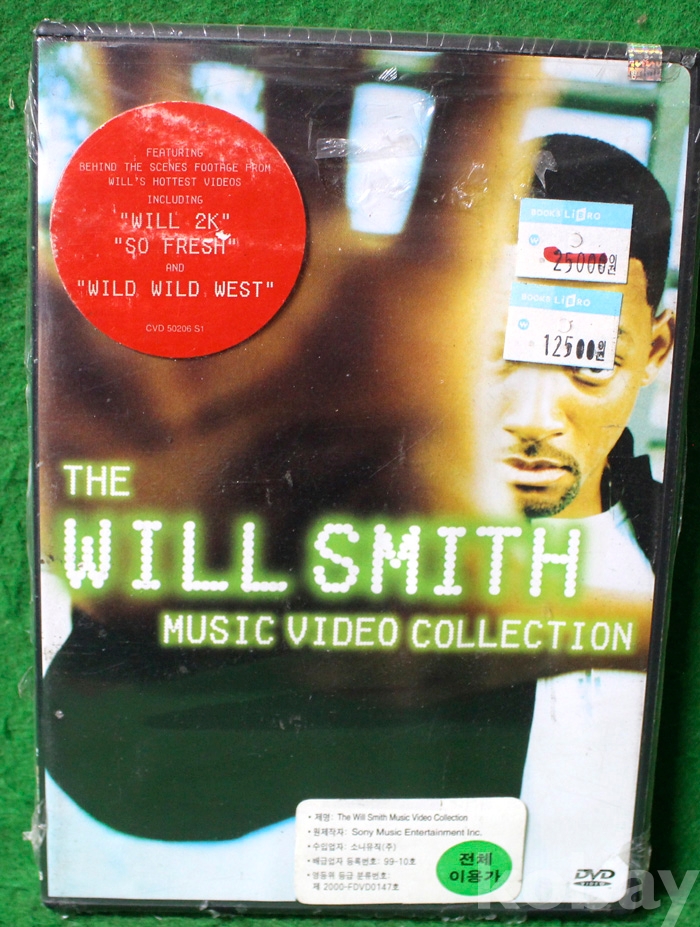 FEATURING
BEHIND THE SCENES FOOTAGE FROM
WILL'S HOTTEST VIDEOS
INCLUDING
"WILL 2K"
"SO FRESH"
AND
"WILD WILD WEST"
CVD 50206 S1
BOOKS LiBRO
W
25000원
BOOKS LiBRO
W
12500원
THE
WILL SMITH
MUSIC VIDEO COLLECTION
• 제명: The Will Smith Music Video Collection
• 원제작자: Sony Music Entertainment Inc.
• 수입업자: 소니뮤직(주)
• 배급업자 등록번호: 99-10호
• 영등위 등급 분류번호:
제 2000-FDVD0147호
전체
이용가
DVD
VIDEO
kobay